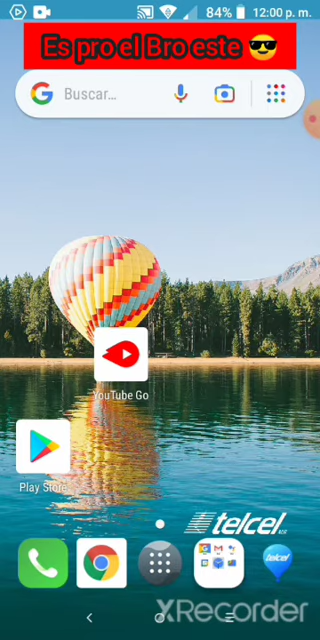 84% 12:00 p. m.
Es pro el Bro este 😎
Buscar...
YouTube Go
Play Store
telcel
telcel
XRecorder